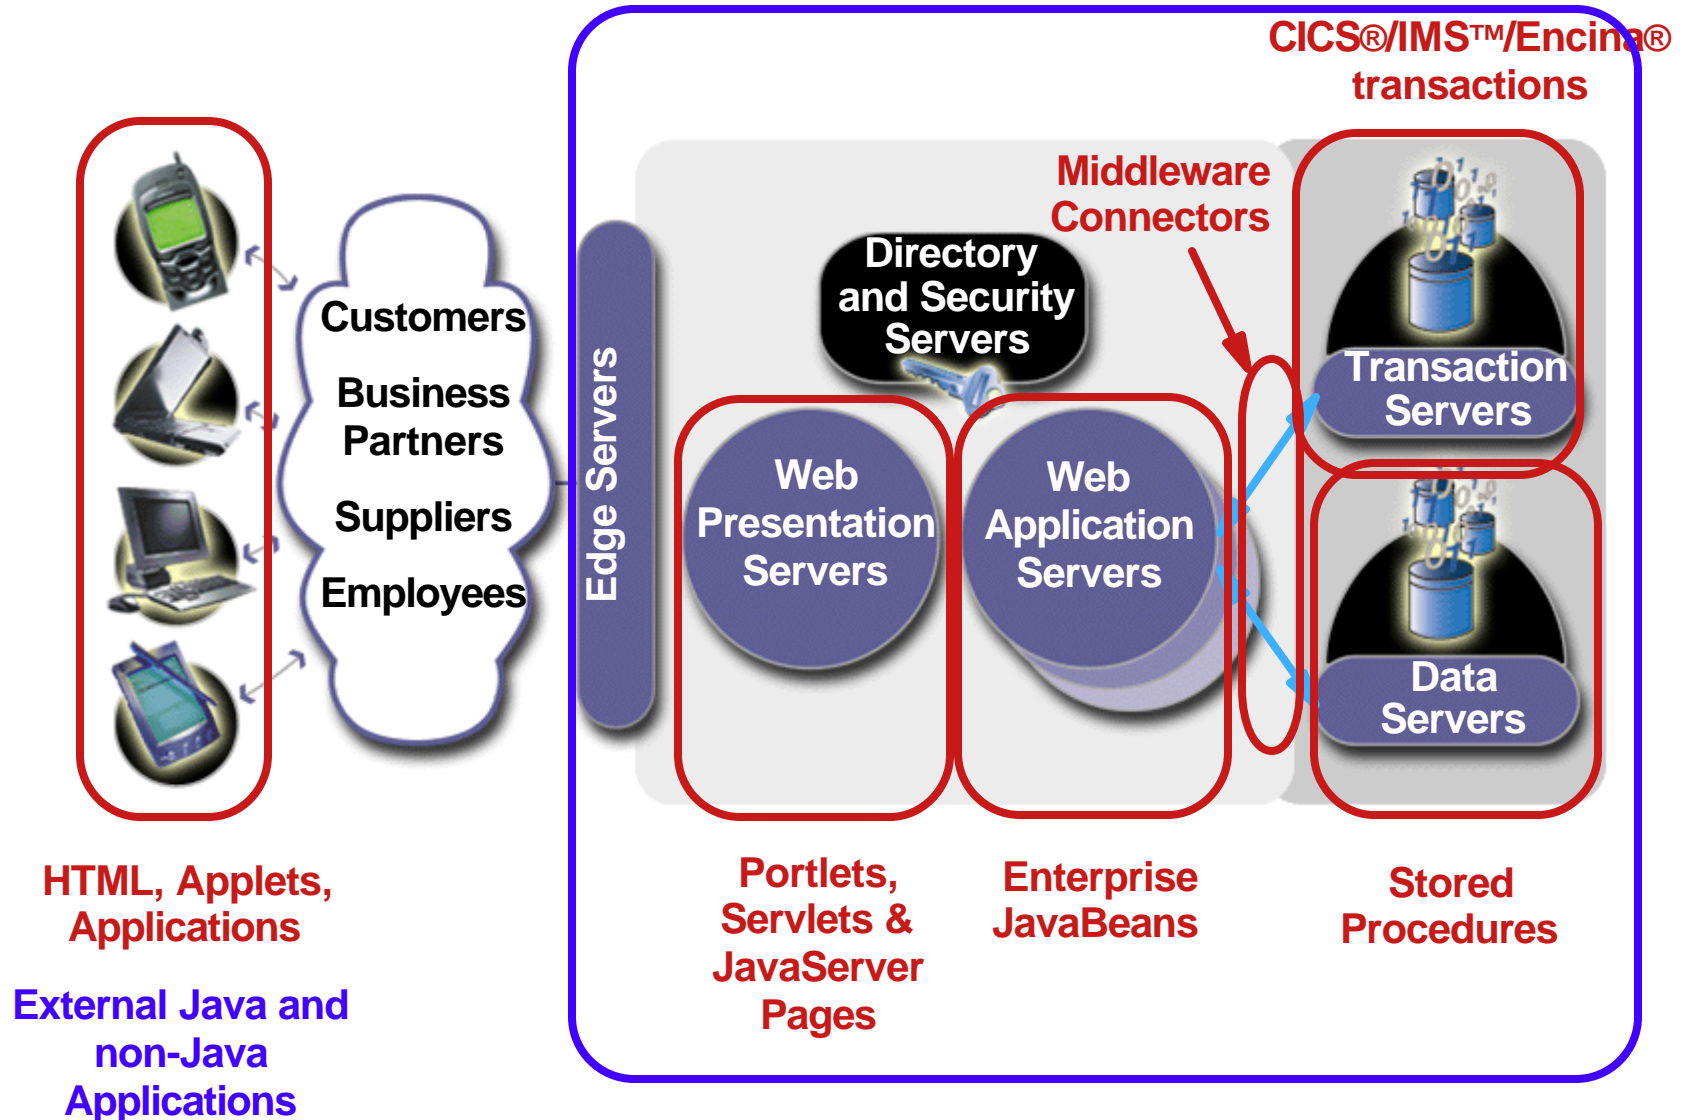 CICS®/IMS™/Encina®
transactions
Middleware
Connectors
Directory
and Security
Servers
Customers
Business
Partners
Suppliers
Employees
Edge Servers
Web
Presentation
Servers
Web
Application
Servers
Transaction
Servers
Data
Servers
HTML, Applets,
Applications
External Java and
non-Java
Applications
Portlets,
Servlets &
JavaServer
Pages
Enterprise
JavaBeans
Stored
Procedures